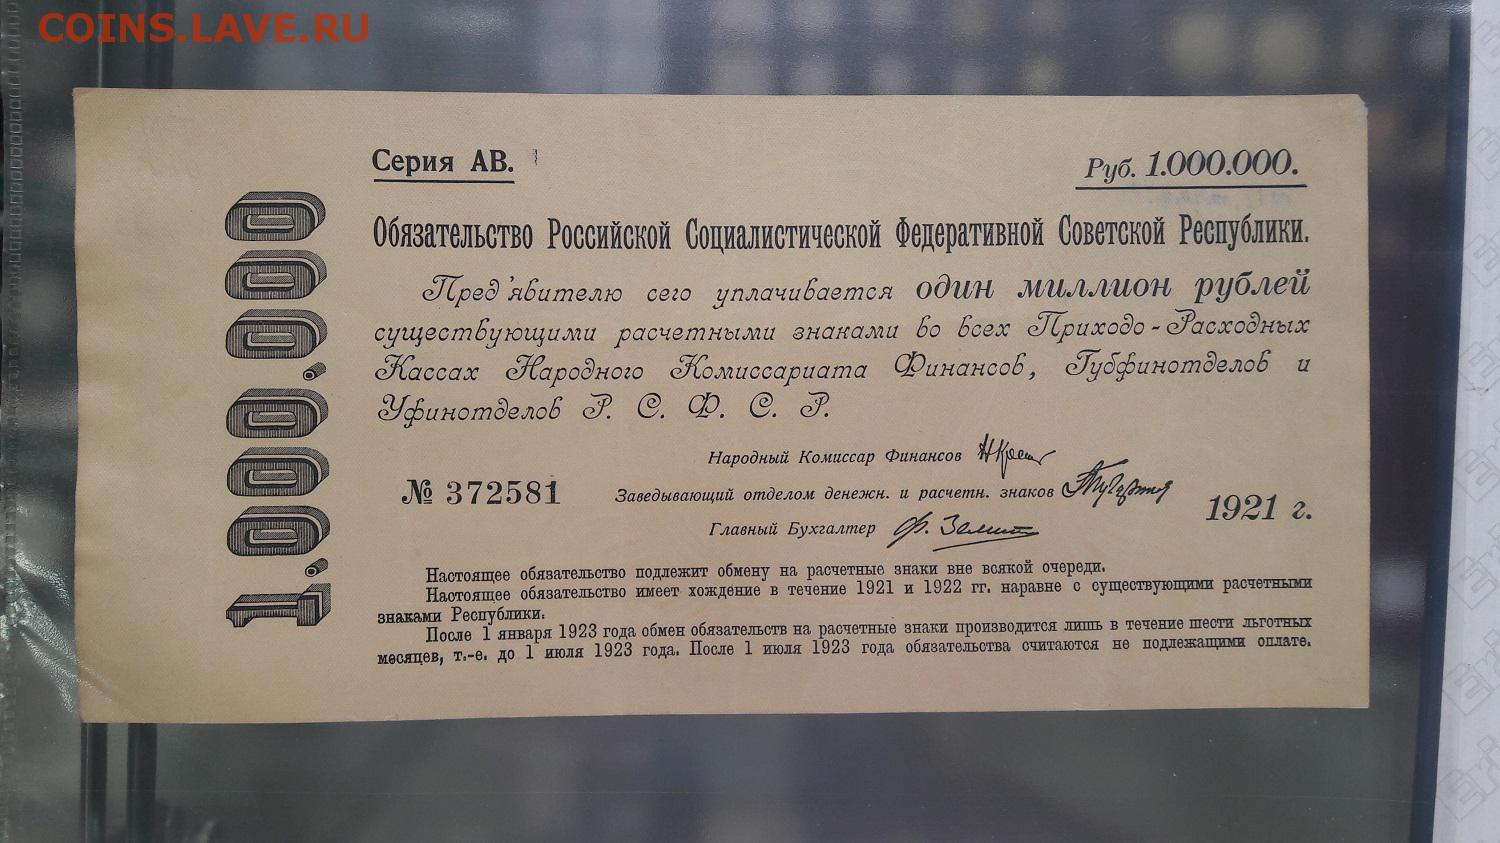 COINS.LAVE.RU
Серия АВ.
Руб. 1.000.000.
1.000.000
Обязательство Российской Социалистической Федеративной Советской Республики.
Пред'явителю сего уплачивается один миллион рублей
существующими расчетными знаками во всех Приходо-Расходных
Кассах Народного Комиссариата Финансов, Губфинотделов и
Уфинотделов Р. С. Ф. С. Р.
Народный Комиссар Финансов
№ 372581
Заведывающий отделом денежн. и расчетн. знаков
1921 г.
Главный Бухгалтер
Настоящее обязательство подлежит обмену на расчетные знаки вне всякой очереди.
Настоящее обязательство имеет хождение в течение 1921 и 1922 гг. наравне с существующими расчетными
знаками Республики.
После 1 января 1923 года обмен обязательств на расчетные знаки производится лишь в течение шести льготных
месяцев, т.-е. до 1 июля 1923 года. После 1 июля 1923 года обязательства считаются не подлежащими оплате.